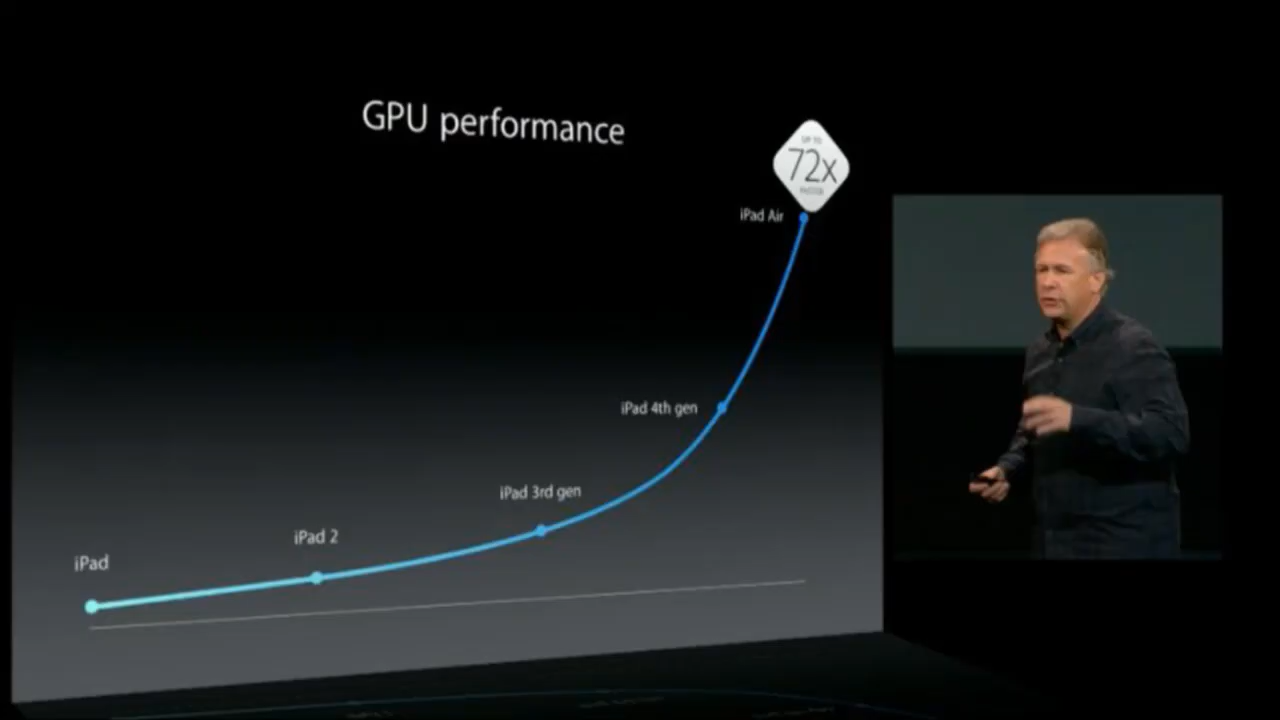 GPU performance
UP TO
72x
FASTER
iPad Air
iPad 4th gen
iPad 3rd gen
iPad 2
iPad